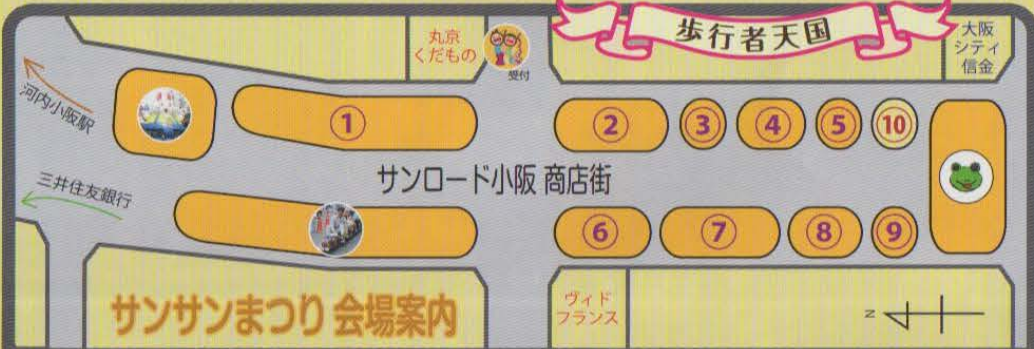 歩行者天国
丸京
くだもの
受付
大阪
シティ
信金
河内小阪駅
① ② ③ ④ ⑤ ⑩
サンロード小阪 商店街
三井住友銀行
⑥ ⑦ ⑧ ⑨
サンサンまつり 会場案内
ヴィド
フランス
N